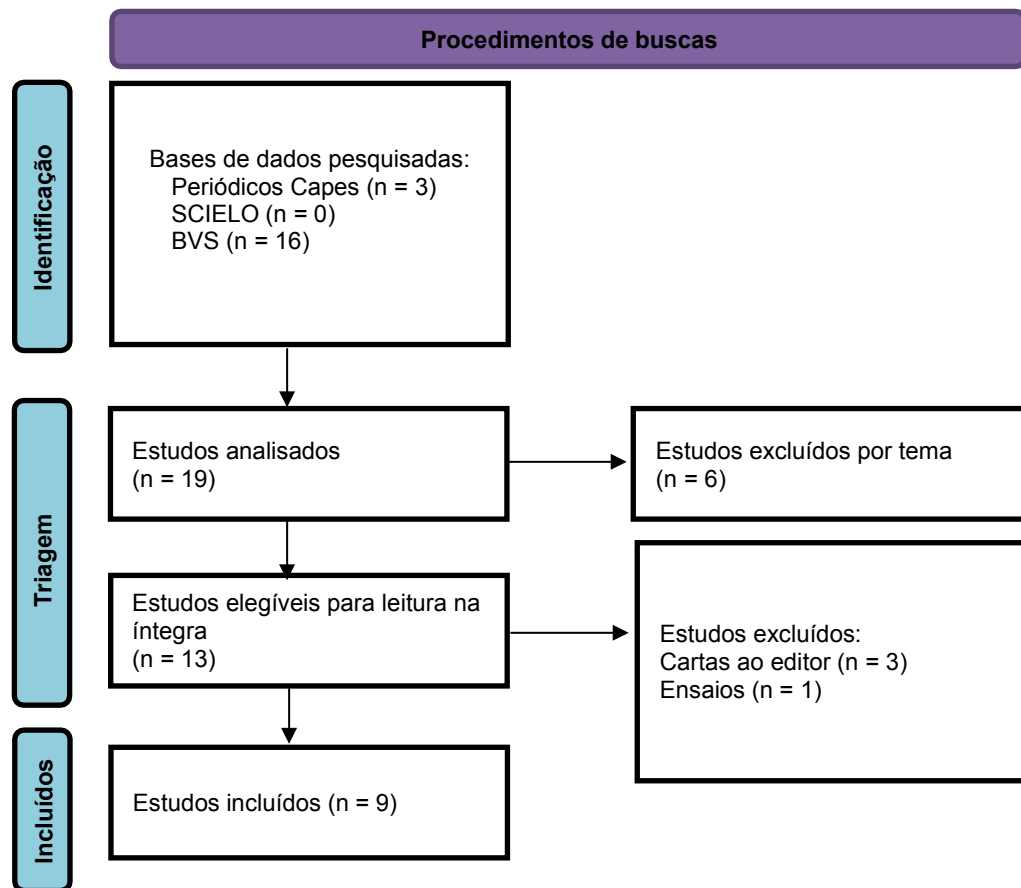 Procedimentos de buscas
Identificação
Bases de dados pesquisadas:
Periódicos Capes (n = 3)
SCIELO (n = 0)
BVS (n = 16)
Triagem
Estudos analisados
(n = 19)
Estudos excluídos por tema
(n = 6)
Estudos elegíveis para leitura na
íntegra
(n = 13)
Estudos excluídos:
Cartas ao editor (n = 3)
Ensaios (n = 1)
Incluídos
Estudos incluídos (n = 9)